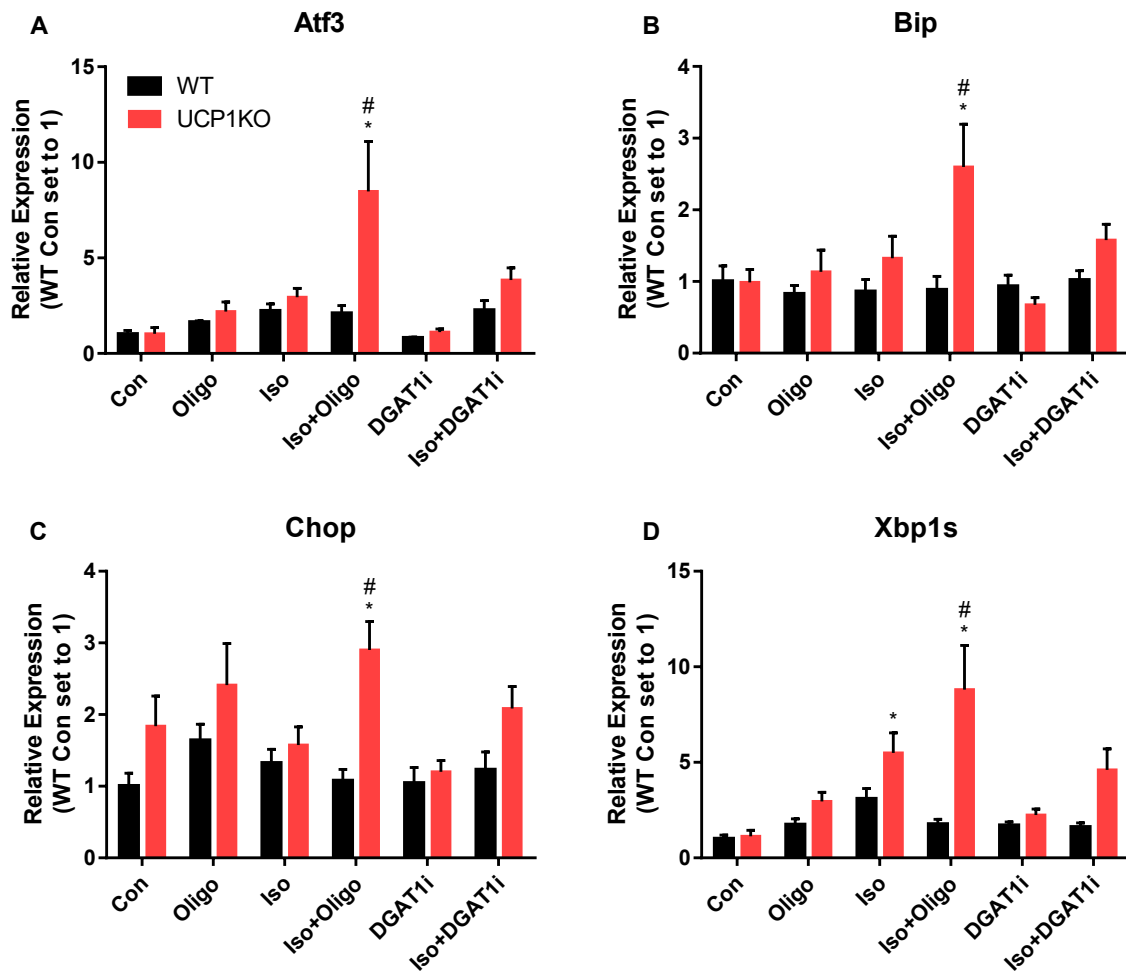 A
Atf3
Relative Expression
(WT Con set to 1)
15
10
5
0
WT
UCP1KO
#
*
Con
Oligo
Iso
Iso+Oligo
DGAT1i
Iso+DGAT1i
B
Bip
Relative Expression
(WT Con set to 1)
4
3
2
1
0
#
*
Con
Oligo
Iso
Iso+Oligo
DGAT1i
Iso+DGAT1i
C
Chop
Relative Expression
(WT Con set to 1)
4
3
2
1
0
#
*
Con
Oligo
Iso
Iso+Oligo
DGAT1i
Iso+DGAT1i
D
Xbp1s
Relative Expression
(WT Con set to 1)
15
10
5
0
*
#
*
Con
Oligo
Iso
Iso+Oligo
DGAT1i
Iso+DGAT1i